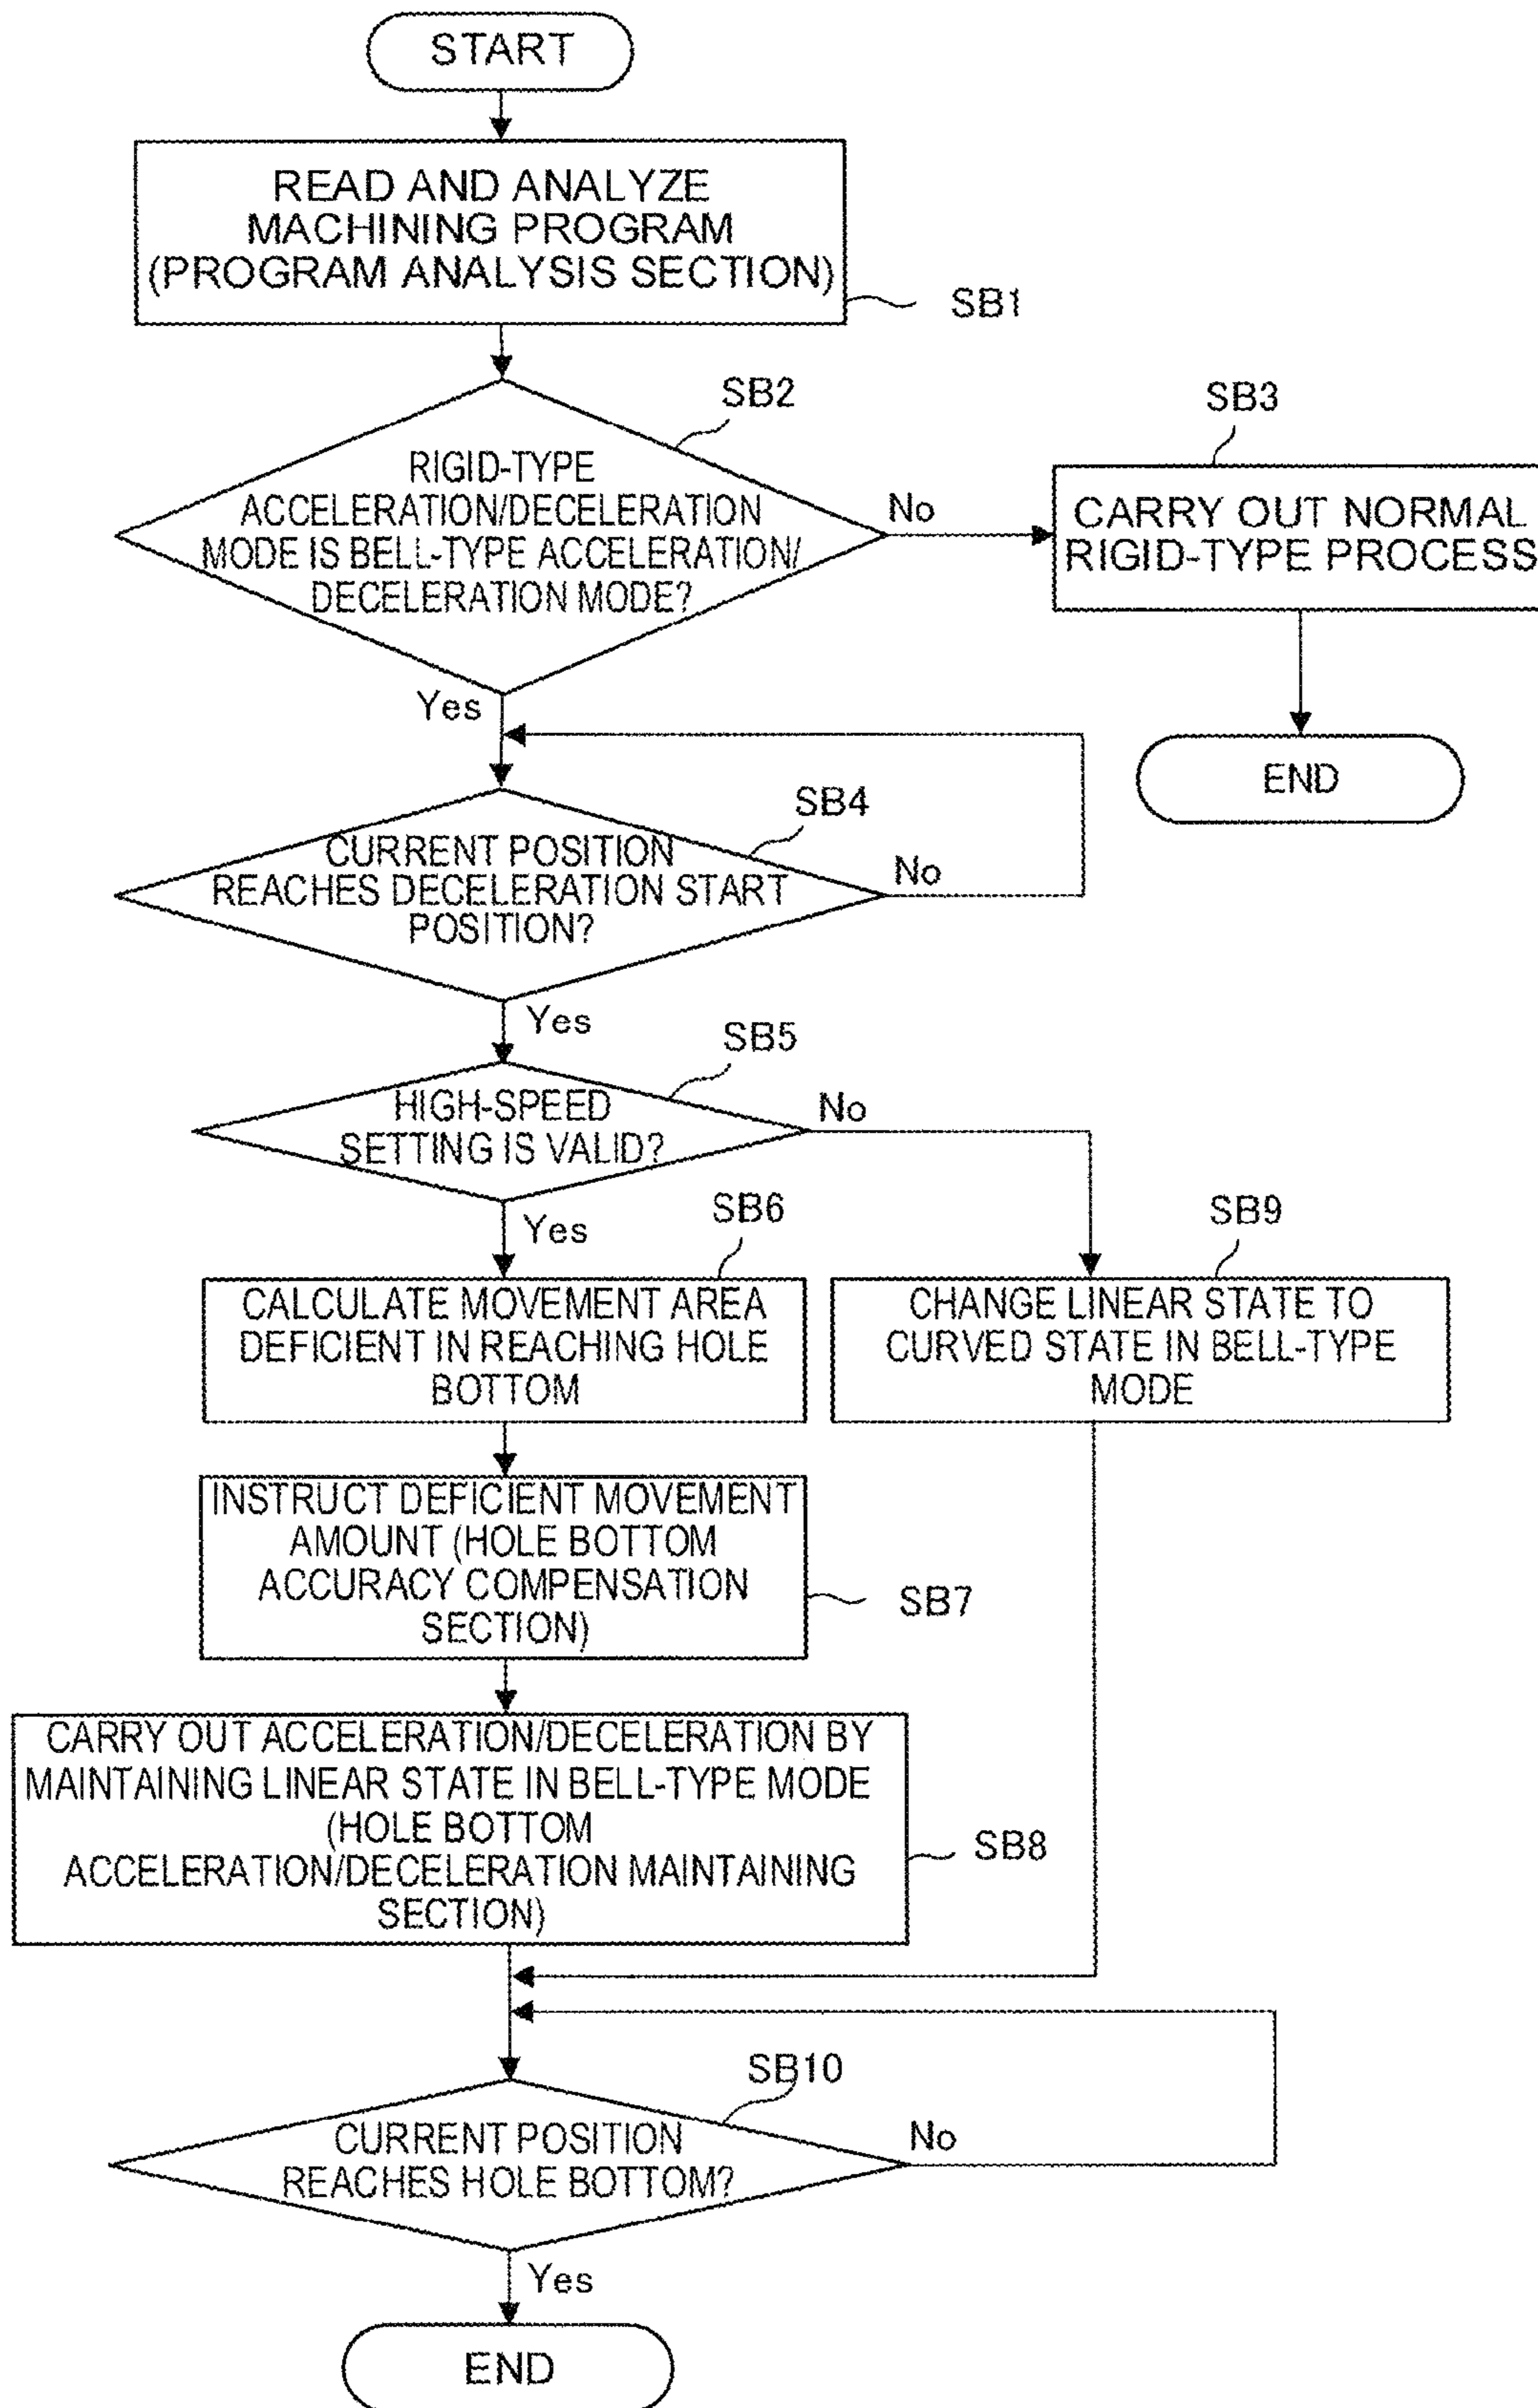 START
READ AND ANALYZE
MACHINING PROGRAM
(PROGRAM ANALYSIS SECTION)
SB1
SB2
RIGID-TYPE
ACCELERATION/DECELERATION
MODE IS BELL-TYPE ACCELERATION/
DECELERATION MODE?
No
Yes
SB3
CARRY OUT NORMAL
RIGID-TYPE PROCESS
END
SB4
CURRENT POSITION
REACHES DECELERATION START
POSITION?
No
Yes
SB5
HIGH-SPEED
SETTING IS VALID?
No
Yes
SB6
CALCULATE MOVEMENT AREA
DEFICIENT IN REACHING HOLE
BOTTOM
SB9
CHANGE LINEAR STATE TO
CURVED STATE IN BELL-TYPE
MODE
INSTRUCT DEFICIENT MOVEMENT
AMOUNT (HOLE BOTTOM
ACCURACY COMPENSATION
SECTION)
SB7
CARRY OUT ACCELERATION/DECELERATION BY
MAINTAINING LINEAR STATE IN BELL-TYPE MODE
(HOLE BOTTOM
ACCELERATION/DECELERATION MAINTAINING
SECTION)
SB8
SB10
CURRENT POSITION
REACHES HOLE BOTTOM?
No
Yes
END